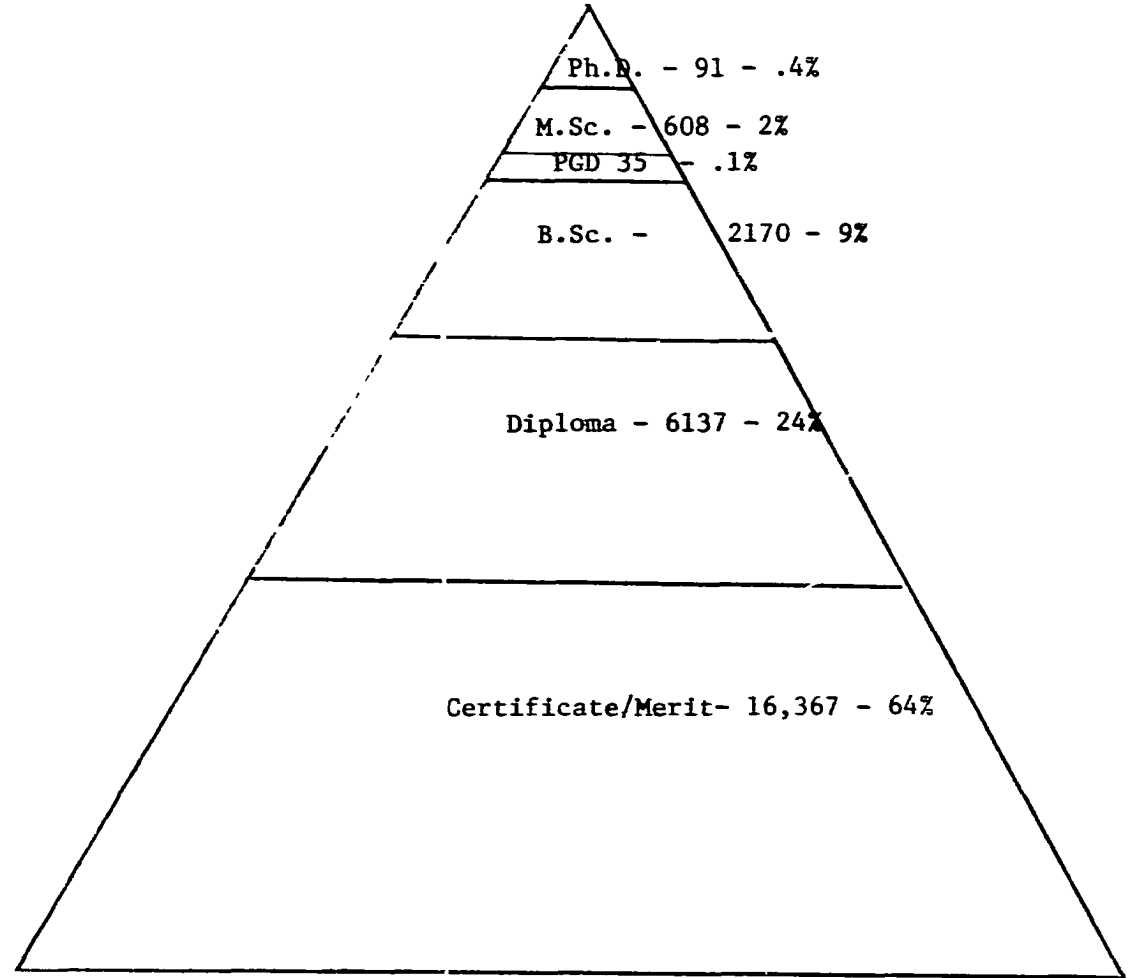 Ph.D. - 91 - .4%
M.Sc. - 608 - 2%
PGD 35 - .1%
B.Sc. - 2170 - 9%
Diploma - 6137 - 24%
Certificate/Merit- 16,367 - 64%